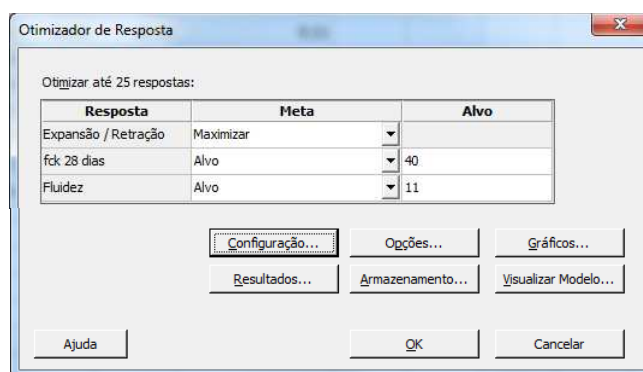 Otimizador de Resposta
Otimizar até 25 respostas:
Resposta Meta Alvo
Expansão / Retração Maximizar
fck 28 dias Alvo 40
Fluidez Alvo 11
Configuração... Opções... Gráficos...
Resultados... Armazenamento... Visualizar Modelo...
Ajuda OK Cancelar